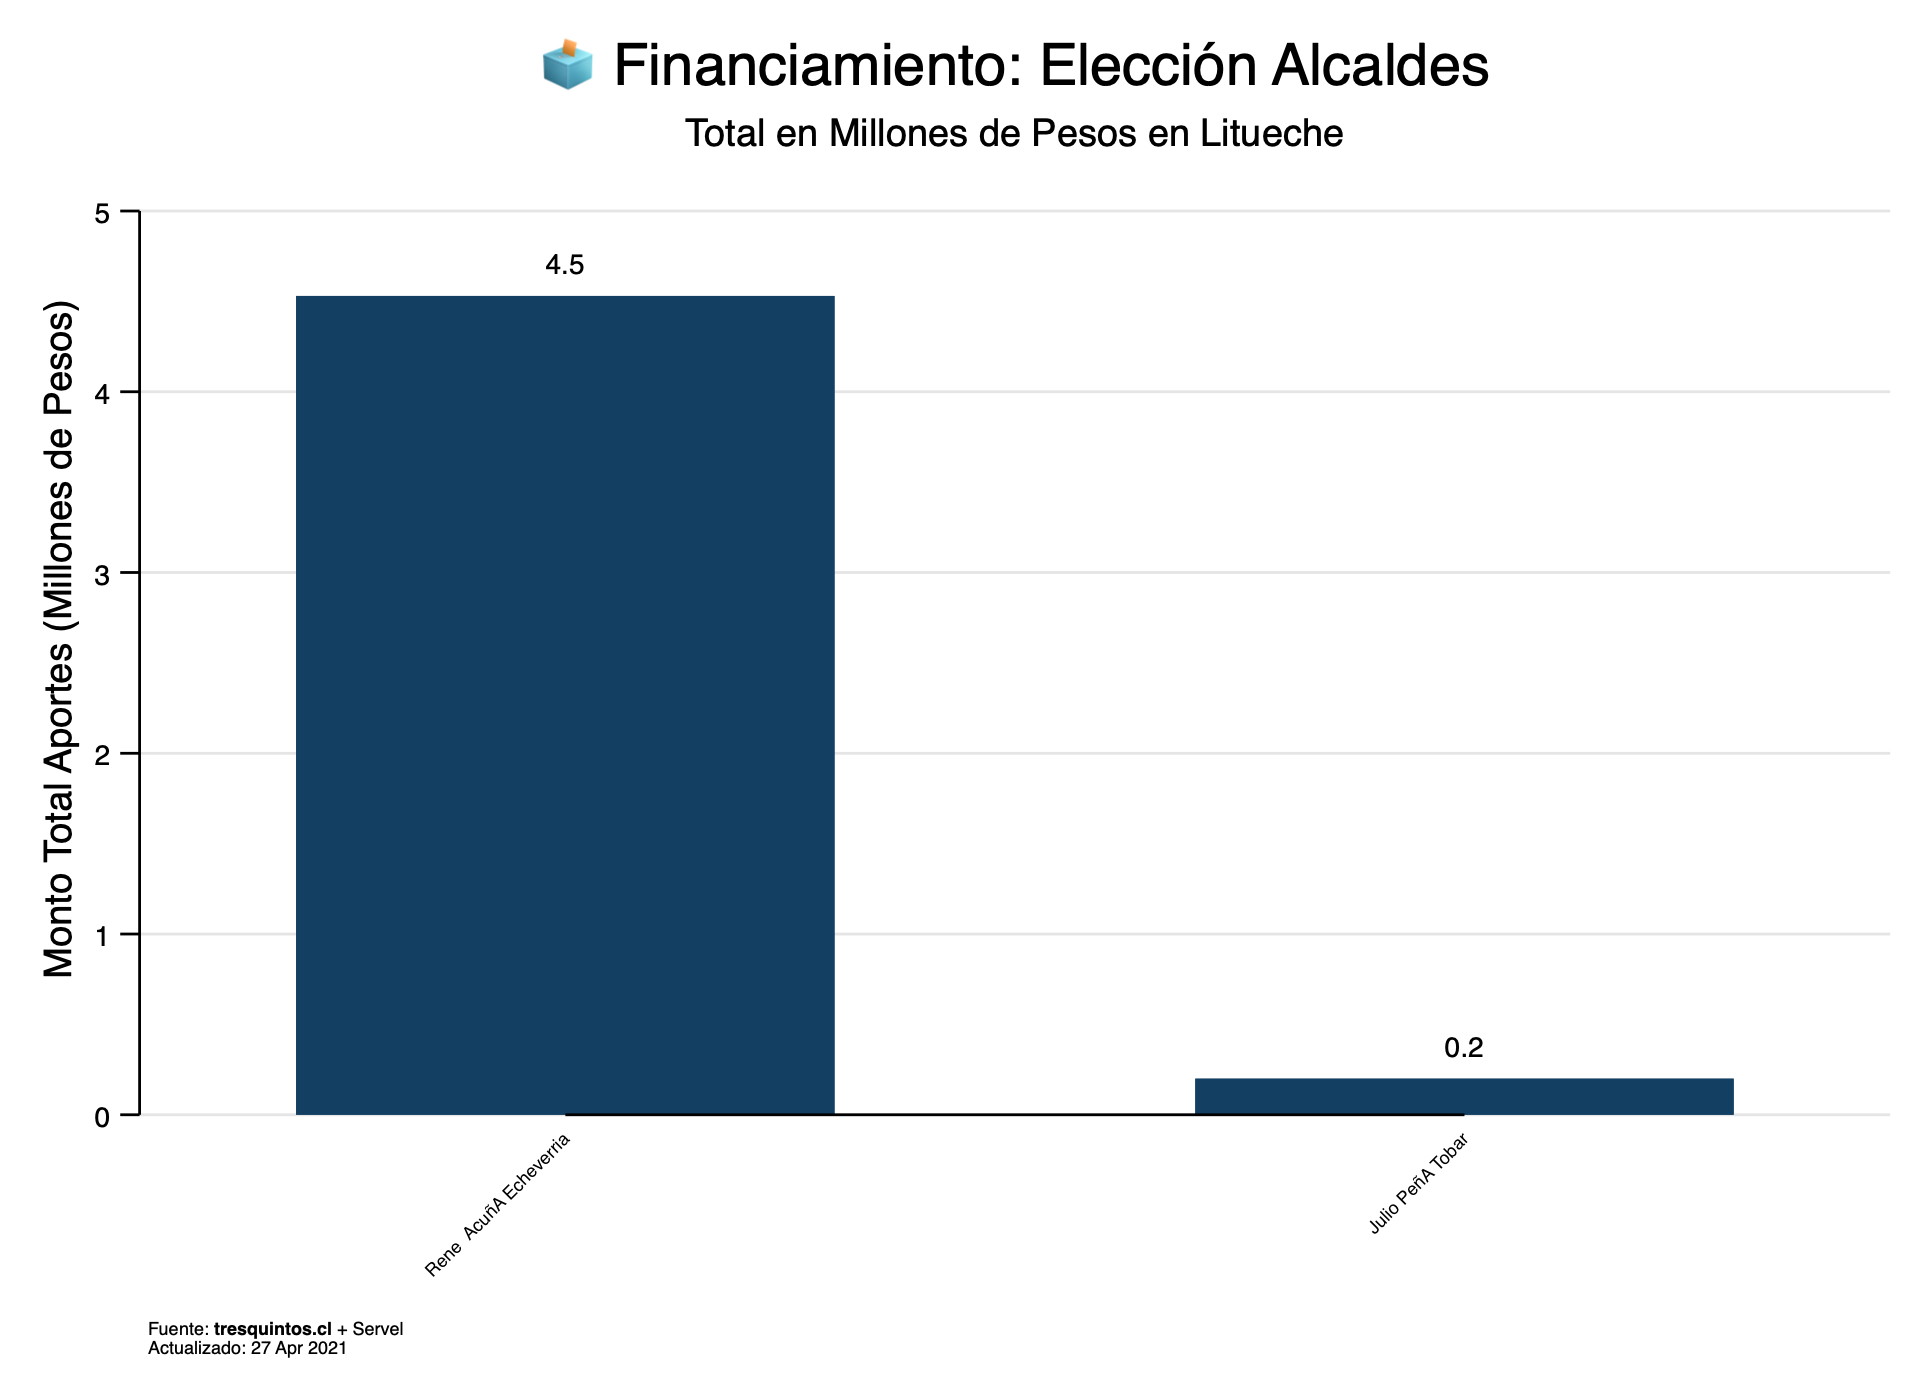 Financiamiento: Elección Alcaldes
Total en Millones de Pesos en Litueche
Monto Total Aportes (Millones de Pesos)
5
4
3
2
1
0
4.5
0.2
Rene  AcuñA Echeverria
Julio PeñA Tobar
Fuente: tresquintos.cl + Servel
Actualizado: 27 Apr 2021